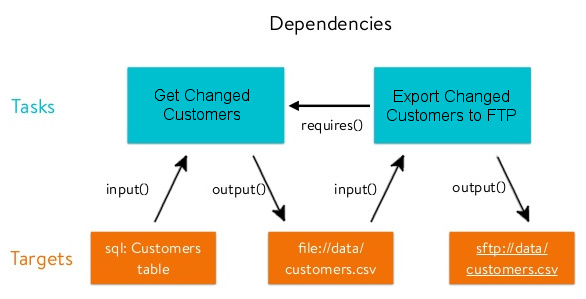 Dependencies
Tasks
Get Changed
Customers
Export Changed
Customers to FTP
requires()
input()
output()
input()
output()
Targets
sql: Customers
table
file://data/
customers.csv
sftp://data/
customers.csv